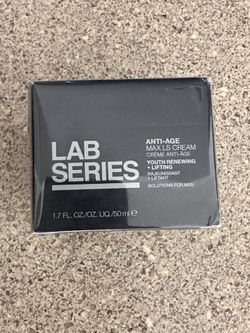 LAB
SERIES
ANTI-AGE
MAX LS CREAM
CRÈME ANTI-ÂGE
YOUTH RENEWING
+ LIFTING
RAJEUNISSANT
+ LIFTANT
SOLUTIONS FOR MEN
1.7 FL. OZ/OZ. LIQ./50 ml ℮